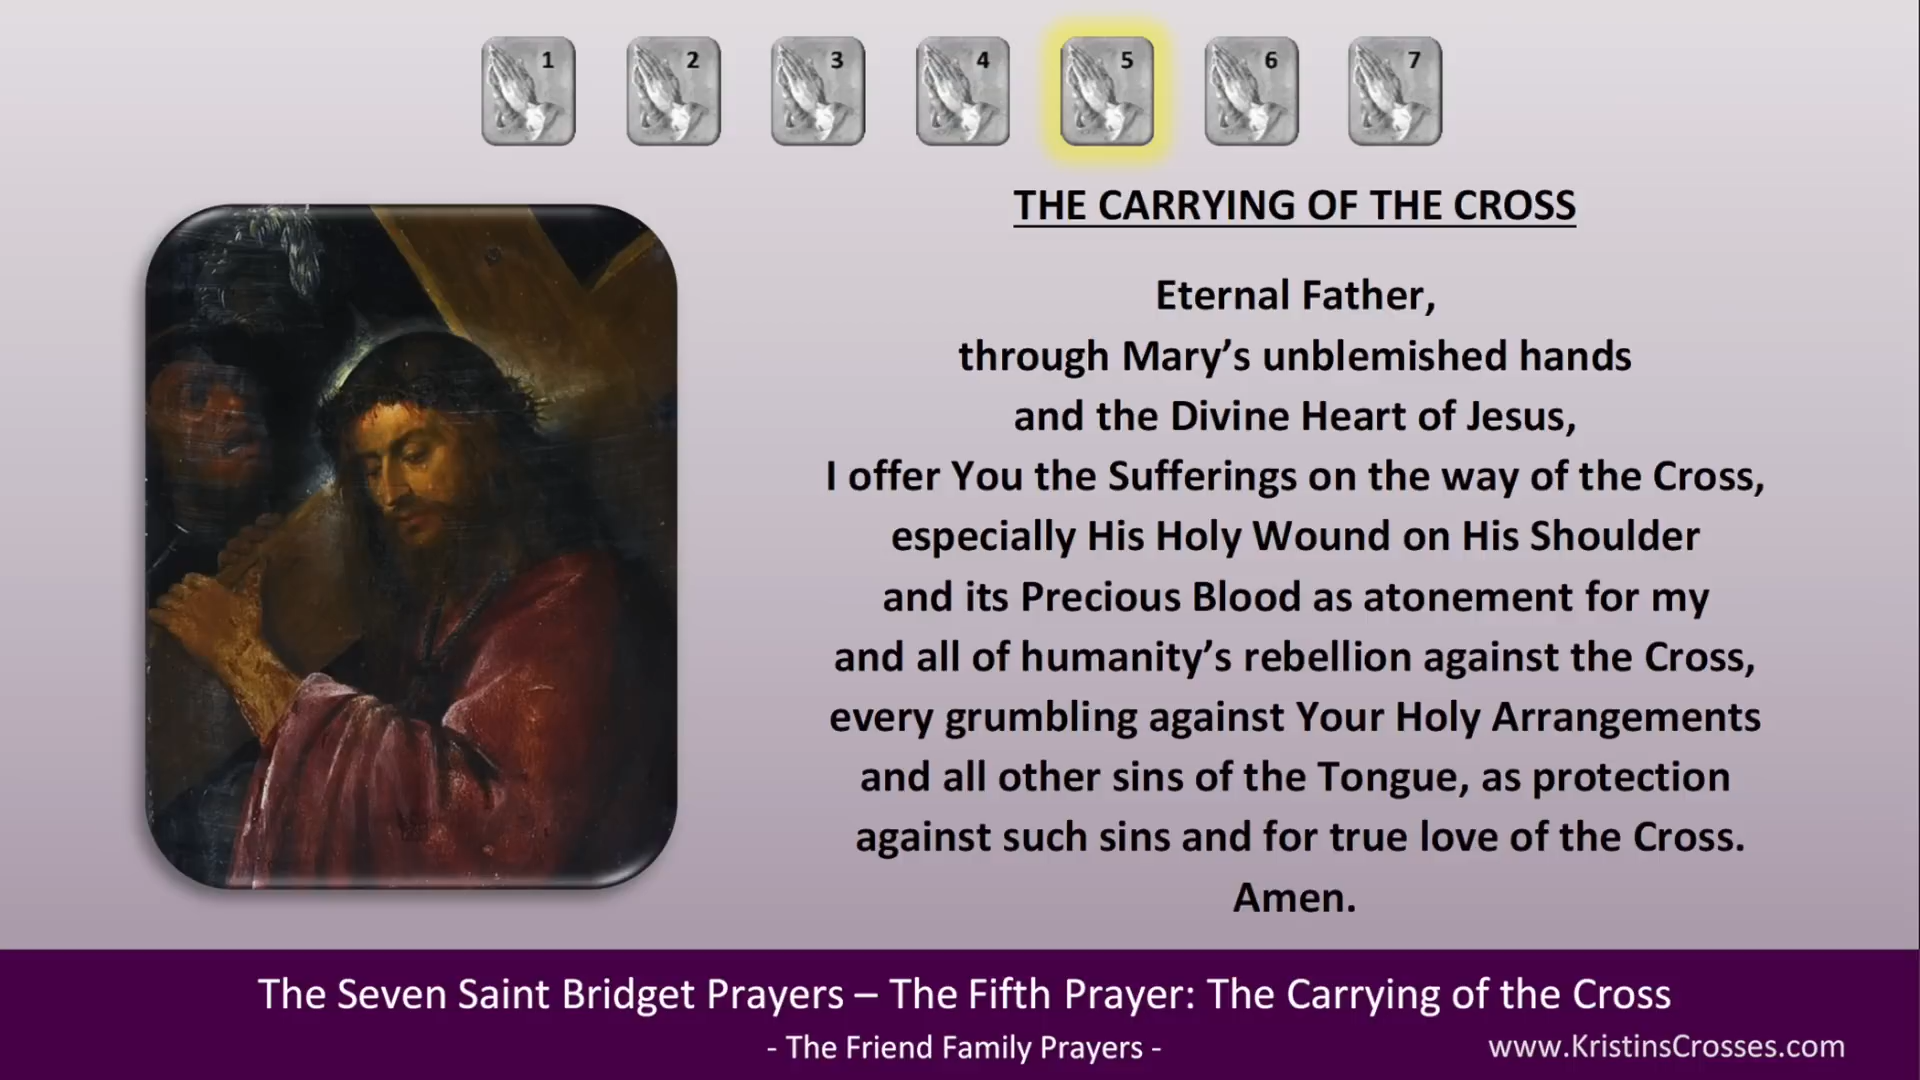 1
2
3
4
5
6
7
THE CARRYING OF THE CROSS
Eternal Father,
through Mary’s unblemished hands
and the Divine Heart of Jesus,
I offer You the Sufferings on the way of the Cross,
especially His Holy Wound on His Shoulder
and its Precious Blood as atonement for my
and all of humanity’s rebellion against the Cross,
every grumbling against Your Holy Arrangements
and all other sins of the Tongue, as protection
against such sins and for true love of the Cross.
Amen.
The Seven Saint Bridget Prayers – The Fifth Prayer: The Carrying of the Cross
- The Friend Family Prayers -
www.KristinsCrosses.com